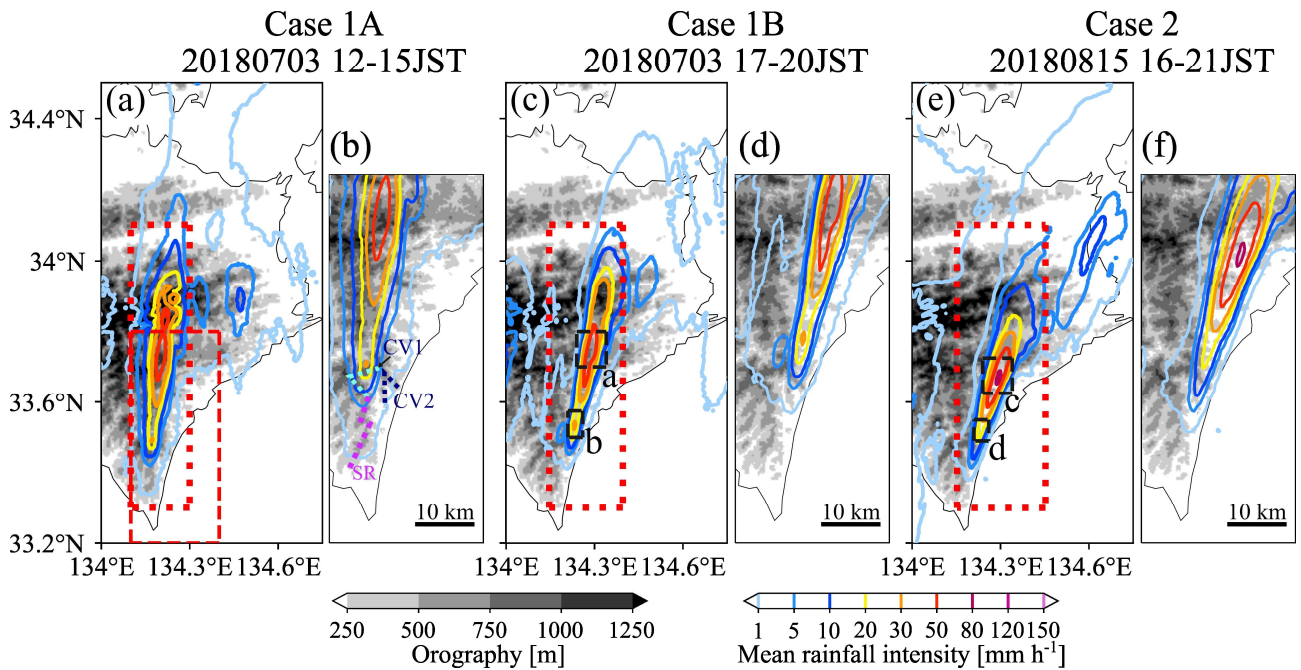 Case 1A
20180703 12-15JST
Case 1B
20180703 17-20JST
Case 2
20180815 16-21JST
(a)
(b)
(c)
(d)
(e)
(f)
34.4°N
34°N
33.6°N
33.2°N
CV1
CV2
SR
a
b
c
d
10 km
10 km
10 km
134°E 134.3°E 134.6°E
134°E 134.3°E 134.6°E
134°E 134.3°E 134.6°E
250 500 750 1000 1250
Orography [m]
1 5 10 20 30 50 80 120 150
Mean rainfall intensity [mm h⁻¹]